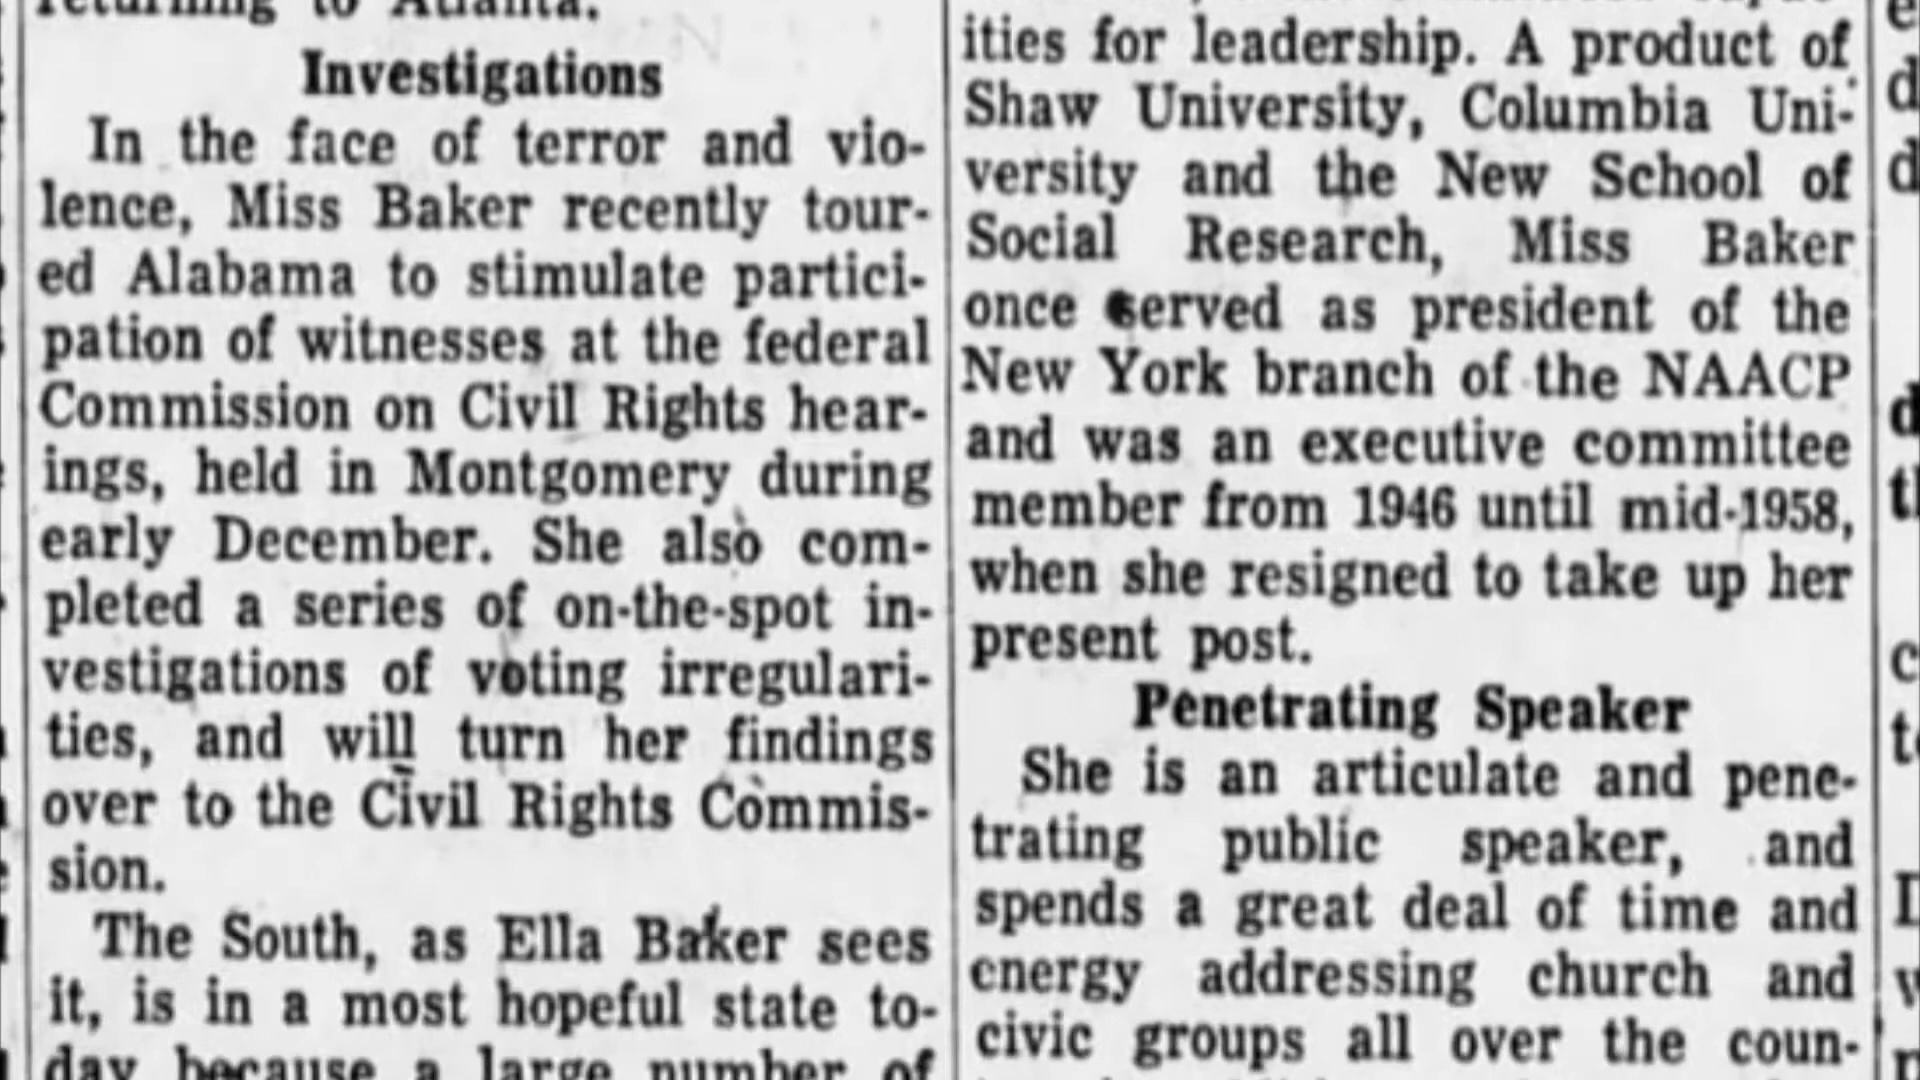 returning to Atlanta.
Investigations
In the face of terror and vio-
lence, Miss Baker recently tour-
ed Alabama to stimulate partici-
pation of witnesses at the federal
Commission on Civil Rights hear-
ings, held in Montgomery during
early December. She also com-
pleted a series of on-the-spot in-
vestigations of voting irregulari-
ties, and will turn her findings
over to the Civil Rights Commis-
sion.
The South, as Ella Baker sees
it, is in a most hopeful state to-
day because a large number of
ities for leadership. A product of
Shaw University, Columbia Uni-
versity and the New School of
Social Research, Miss Baker
once served as president of the
New York branch of the NAACP
and was an executive committee
member from 1946 until mid-1958,
when she resigned to take up her
present post.
Penetrating Speaker
She is an articulate and pene-
trating public speaker, and
spends a great deal of time and
energy addressing church and
civic groups all over the coun-